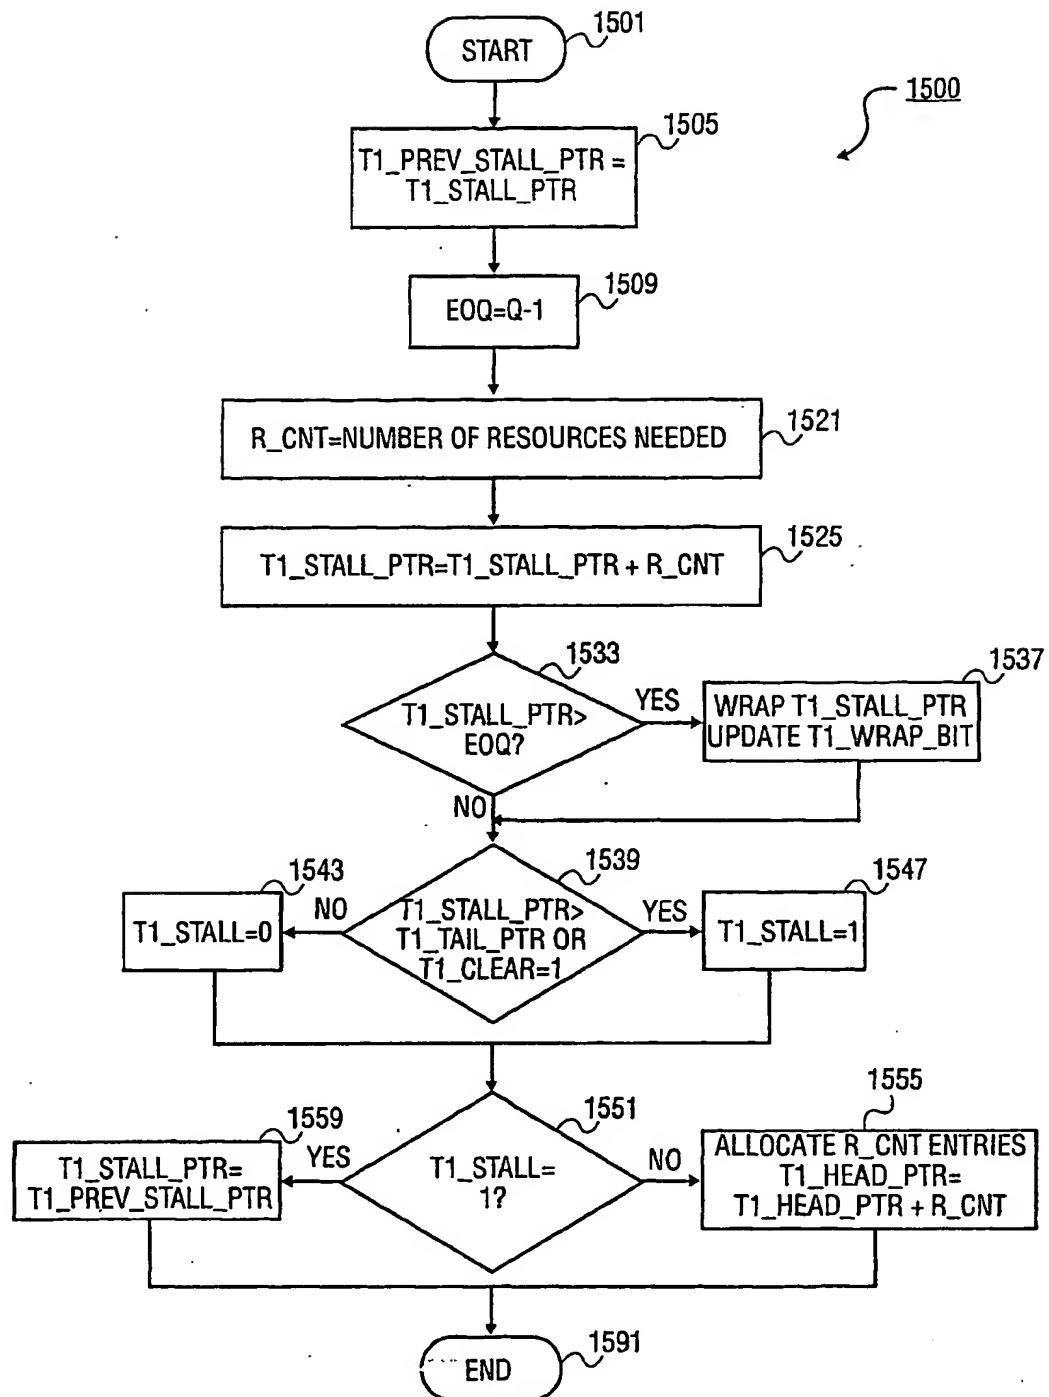 START
1501
1500
T1_PREV_STALL_PTR =
T1_STALL_PTR
1505
EOQ=Q-1
1509
R_CNT=NUMBER OF RESOURCES NEEDED
1521
T1_STALL_PTR=T1_STALL_PTR + R_CNT
1525
T1_STALL_PTR>
EOQ?
1533
YES
WRAP T1_STALL_PTR
UPDATE T1_WRAP_BIT
1537
NO
T1_STALL_PTR>
T1_TAIL_PTR OR
T1_CLEAR=1
1539
NO
T1_STALL=0
1543
YES
T1_STALL=1
1547
T1_STALL=
1?
1551
YES
T1_STALL_PTR=
T1_PREV_STALL_PTR
1559
NO
ALLOCATE R_CNT ENTRIES
T1_HEAD_PTR=
T1_HEAD_PTR + R_CNT
1555
END
1591